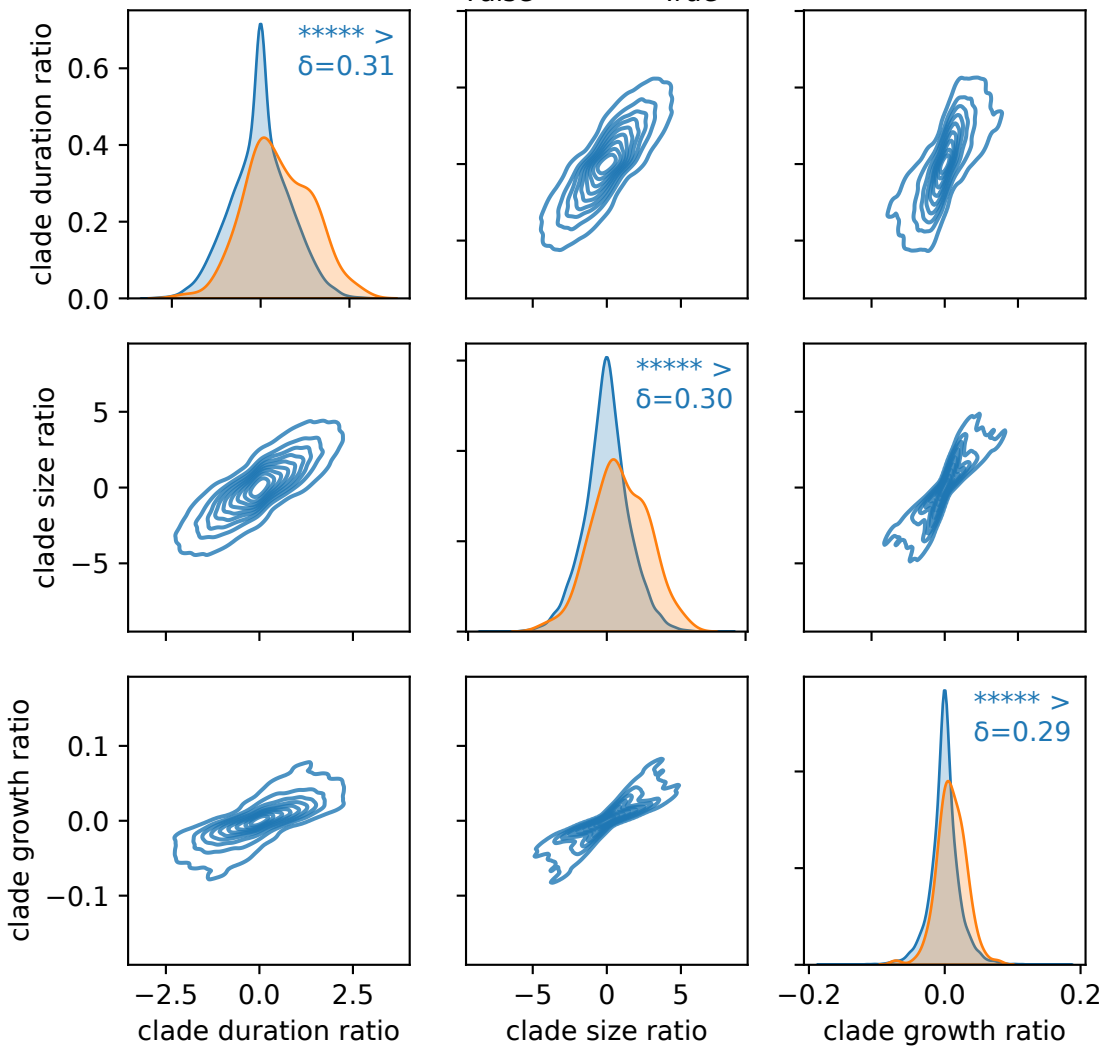 ***** >
δ=0.31
clade duration ratio
0.6
0.4
0.2
0.0
***** >
δ=0.30
clade size ratio
5
0
−5
***** >
δ=0.29
clade growth ratio
0.1
0.0
−0.1
−2.5 0.0 2.5
−5 0 5
−0.2 0.0 0.2
clade duration ratio
clade size ratio
clade growth ratio